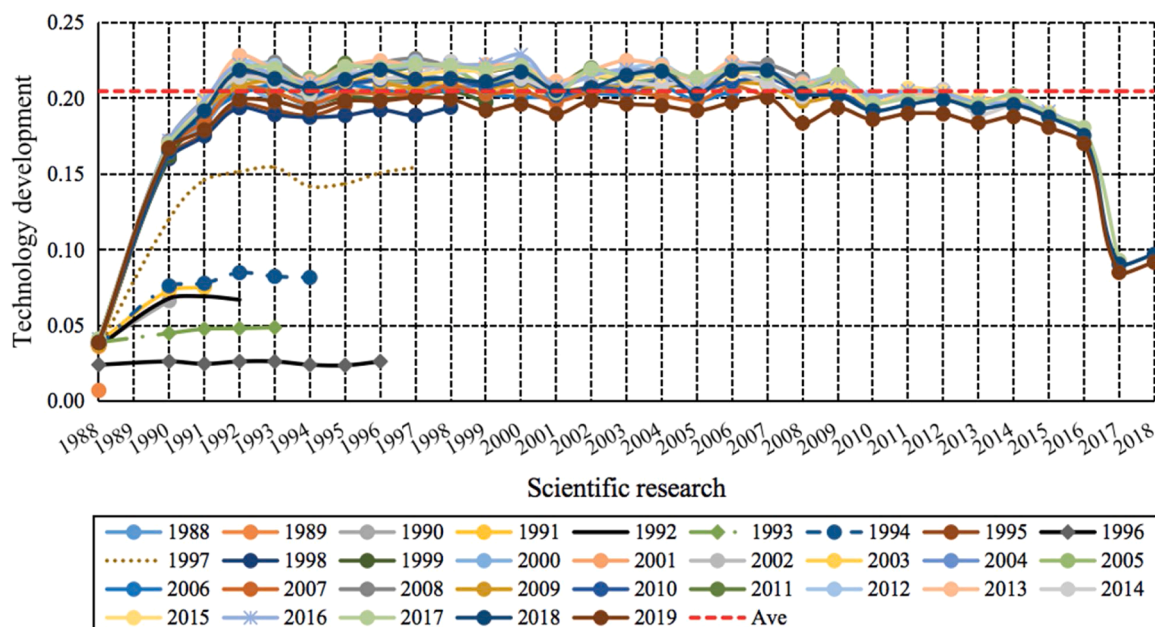 0.25
0.20
0.15
0.10
0.05
0.00
Technology development
1988 1989 1990 1991 1992 1993 1994 1995 1996 1997 1998 1999 2000 2001 2002 2003 2004 2005 2006 2007 2008 2009 2010 2011 2012 2013 2014 2015 2016 2017 2018
Scientific research
1988 1989 1990 1991 1992 1993 1994 1995 1996
1997 1998 1999 2000 2001 2002 2003 2004 2005
2006 2007 2008 2009 2010 2011 2012 2013 2014
2015 2016 2017 2018 2019 Ave